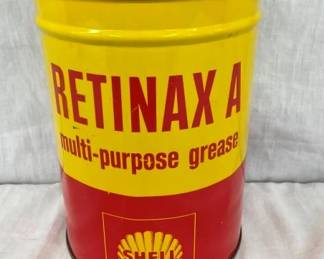 RETINAX A
multi-purpose grease
SHELL